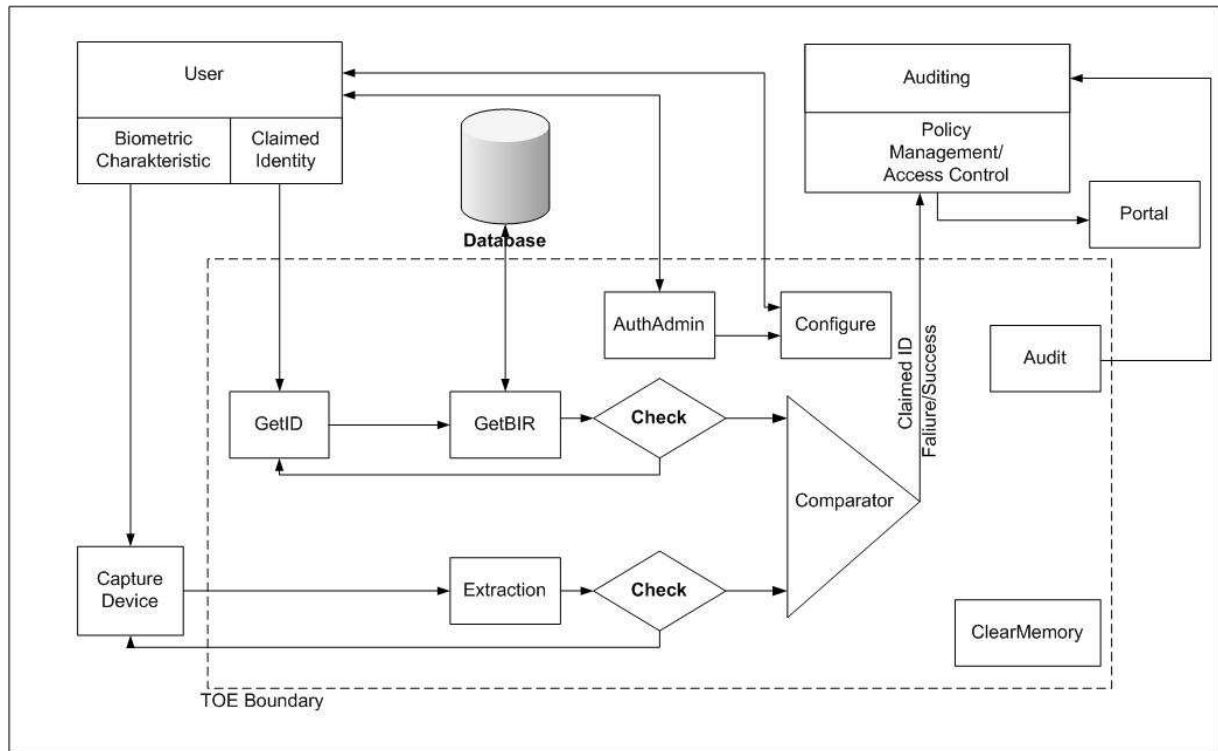 User
Biometric
Charakteristic
Claimed
Identity
Auditing
Policy
Management/
Access Control
Portal
Database
AuthAdmin
Configure
Audit
Claimed ID
Faliure/Success
GetID
GetBIR
Check
Comparator
Capture
Device
Extraction
Check
ClearMemory
TOE Boundary